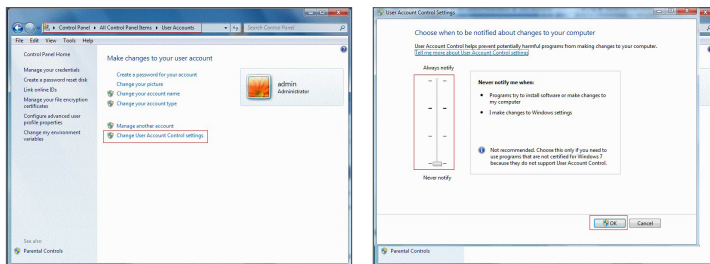 Control Panel ▸ All Control Panel Items ▸ User Accounts
Search Control Panel
File Edit View Tools Help
Control Panel Home
Manage your credentials
Create a password reset disk
Link online IDs
Manage your file encryption
certificates
Configure advanced user
profile properties
Change my environment
variables
See also
Parental Controls
Make changes to your user account
Create a password for your account
Change your picture
Change your account name
Change your account type
Manage another account
Change User Account Control settings
admin
Administrator
User Account Control Settings
Choose when to be notified about changes to your computer
User Account Control helps prevent potentially harmful programs from making changes to your computer.
Tell me more about User Account Control settings
Always notify
Never notify
Never notify me when:
• Programs try to install software or make changes to
my computer
• I make changes to Windows settings
Not recommended. Choose this only if you need to
use programs that are not certified for Windows 7
because they do not support User Account Control.
OK
Cancel
Parental Controls